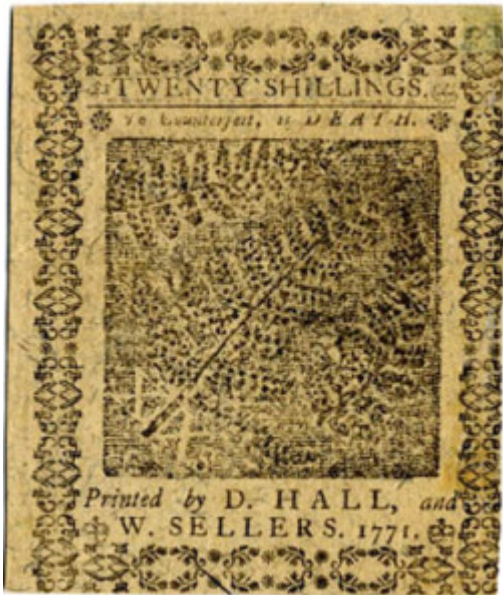 TWENTY SHILLINGS.
To Counterfeit, is DEATH.
Printed by D. HALL, and
W. SELLERS. 1771.